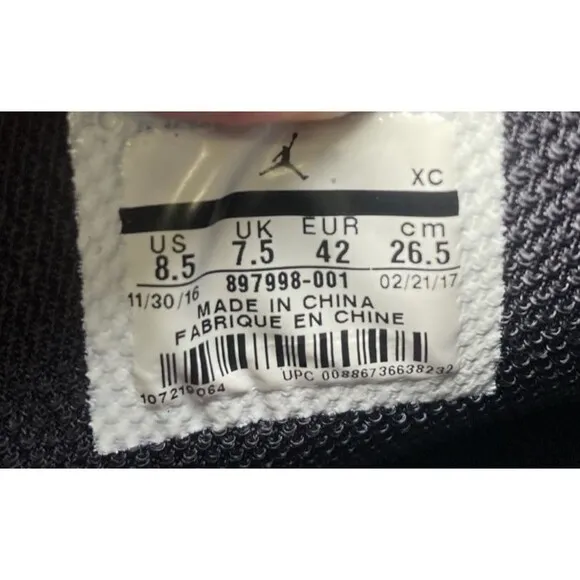 XC
US UK EUR cm
8.5 7.5 42 26.5
11/30/16 897998-001 02/21/17
MADE IN CHINA
FABRIQUE EN CHINE
107219064 UPC 00886736638232